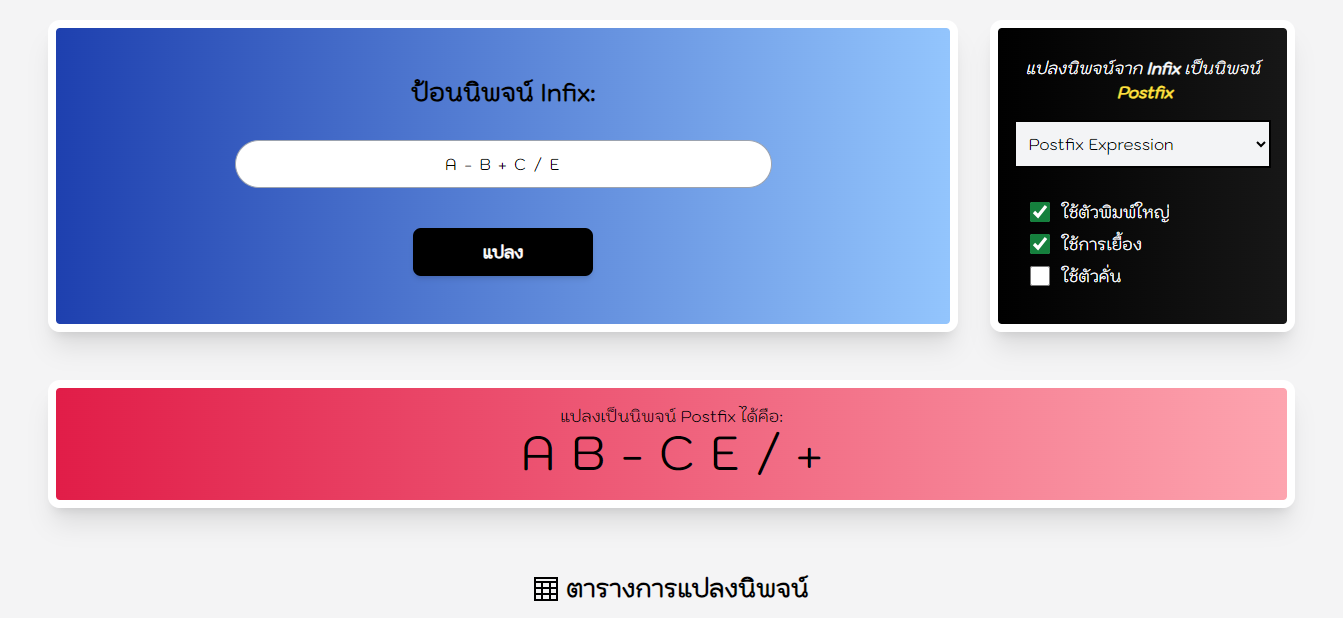 ป้อนนิพจน์ Infix:
A - B + C / E
แปลง
แปลงนิพจน์จาก Infix เป็นนิพจน์
Postfix
Postfix Expression
ใช้ตัวพิมพ์ใหญ่
ใช้การเยื้อง
ใช้ตัวคั่น
แปลงเป็นนิพจน์ Postfix ได้คือ:
A B - C E / +
ตารางการแปลงนิพจน์